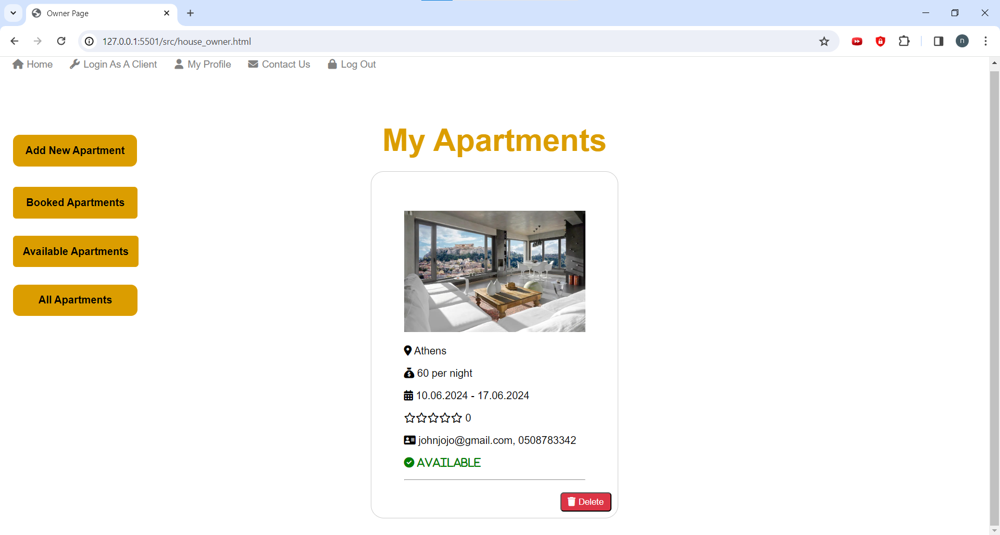 Owner Page
127.0.0.1:5501/src/house_owner.html
n
Home Login As A Client My Profile Contact Us Log Out
My Apartments
Add New Apartment
Booked Apartments
Available Apartments
All Apartments
Athens
60 per night
10.06.2024 - 17.06.2024
0
johnjojo@gmail.com, 0508783342
AVAILABLE
Delete